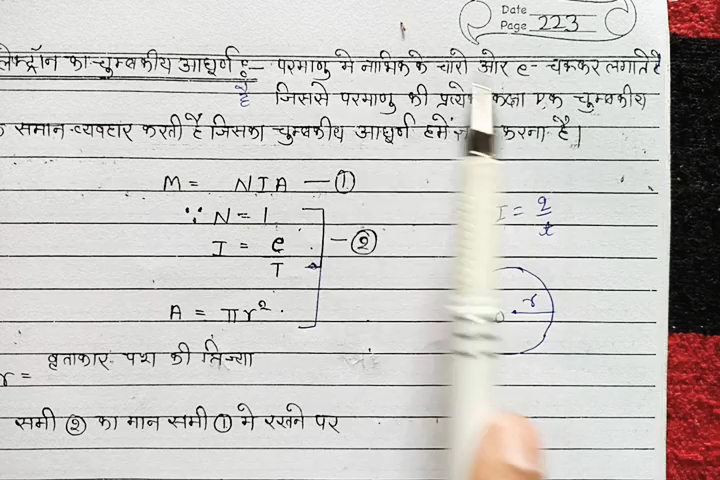 Date
Page 223
लेक्ट्रॉन का चुम्बकीय आघूर्ण :- परमाणु मे नाभिक के चारो ओर e- चक्कर लगाते है
है जिससे परमाणु की कक्षा एक चुम्बकीय
समान व्यवहार करती है जिसका चुम्बकीय आघूर्ण हमें करना है।
M = NIA —①
∵ N = 1
I = e/T —②
I = q/t
A = πr².
r
r = वृताकार पथ की त्रिज्या
समी ② का मान समी ① मे रखने पर